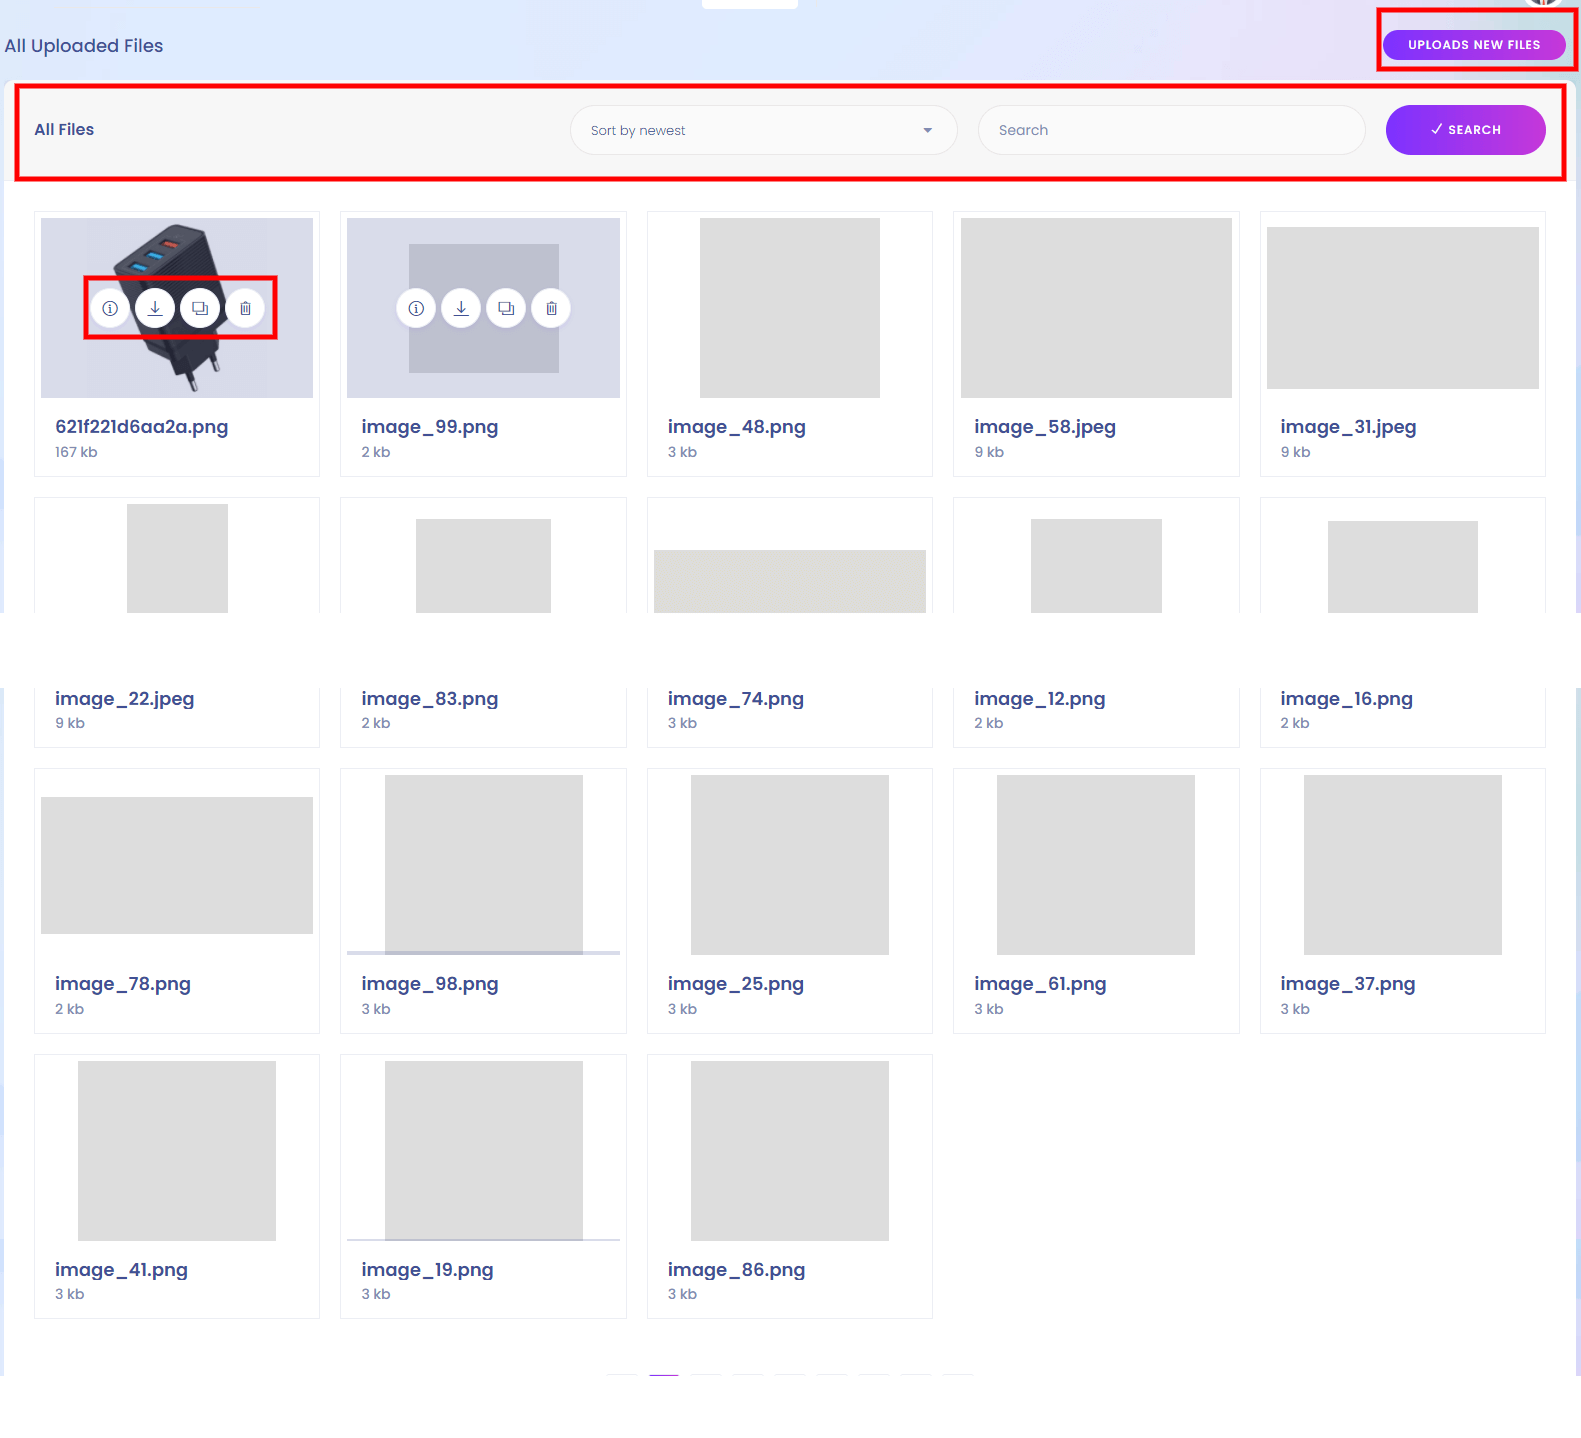 All Uploaded Files
UPLOADS NEW FILES
All Files
Sort by newest
Search
SEARCH
621f221d6aa2a.png
167 kb
image_99.png
2 kb
image_48.png
3 kb
image_58.jpeg
9 kb
image_31.jpeg
9 kb
image_22.jpeg
9 kb
image_83.png
2 kb
image_74.png
3 kb
image_12.png
2 kb
image_16.png
2 kb
image_78.png
2 kb
image_98.png
3 kb
image_25.png
3 kb
image_61.png
3 kb
image_37.png
3 kb
image_41.png
3 kb
image_19.png
3 kb
image_86.png
3 kb